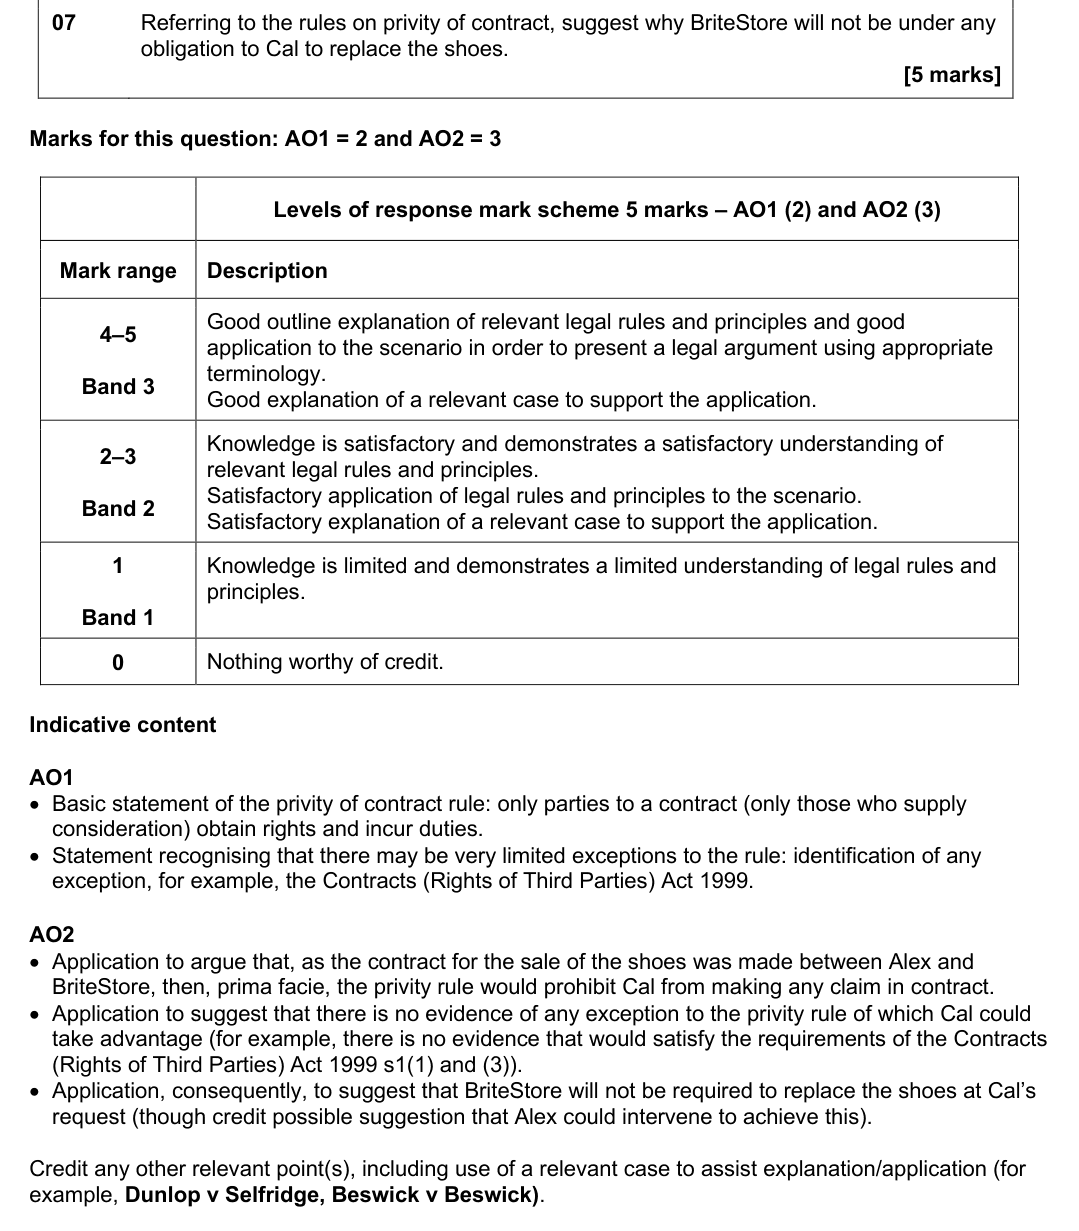 07 Referring to the rules on privity of contract, suggest why BriteStore will not be under any
obligation to Cal to replace the shoes.
[5 marks]
Marks for this question: AO1 = 2 and AO2 = 3
Levels of response mark scheme 5 marks – AO1 (2) and AO2 (3)
Mark range Description
4–5
Band 3
Good outline explanation of relevant legal rules and principles and good
application to the scenario in order to present a legal argument using appropriate
terminology.
Good explanation of a relevant case to support the application.
2–3
Band 2
Knowledge is satisfactory and demonstrates a satisfactory understanding of
relevant legal rules and principles.
Satisfactory application of legal rules and principles to the scenario.
Satisfactory explanation of a relevant case to support the application.
1
Band 1
Knowledge is limited and demonstrates a limited understanding of legal rules and
principles.
0 Nothing worthy of credit.
Indicative content
AO1
• Basic statement of the privity of contract rule: only parties to a contract (only those who supply
consideration) obtain rights and incur duties.
• Statement recognising that there may be very limited exceptions to the rule: identification of any
exception, for example, the Contracts (Rights of Third Parties) Act 1999.
AO2
• Application to argue that, as the contract for the sale of the shoes was made between Alex and
BriteStore, then, prima facie, the privity rule would prohibit Cal from making any claim in contract.
• Application to suggest that there is no evidence of any exception to the privity rule of which Cal could
take advantage (for example, there is no evidence that would satisfy the requirements of the Contracts
(Rights of Third Parties) Act 1999 s1(1) and (3)).
• Application, consequently, to suggest that BriteStore will not be required to replace the shoes at Cal's
request (though credit possible suggestion that Alex could intervene to achieve this).
Credit any other relevant point(s), including use of a relevant case to assist explanation/application (for
example, Dunlop v Selfridge, Beswick v Beswick).